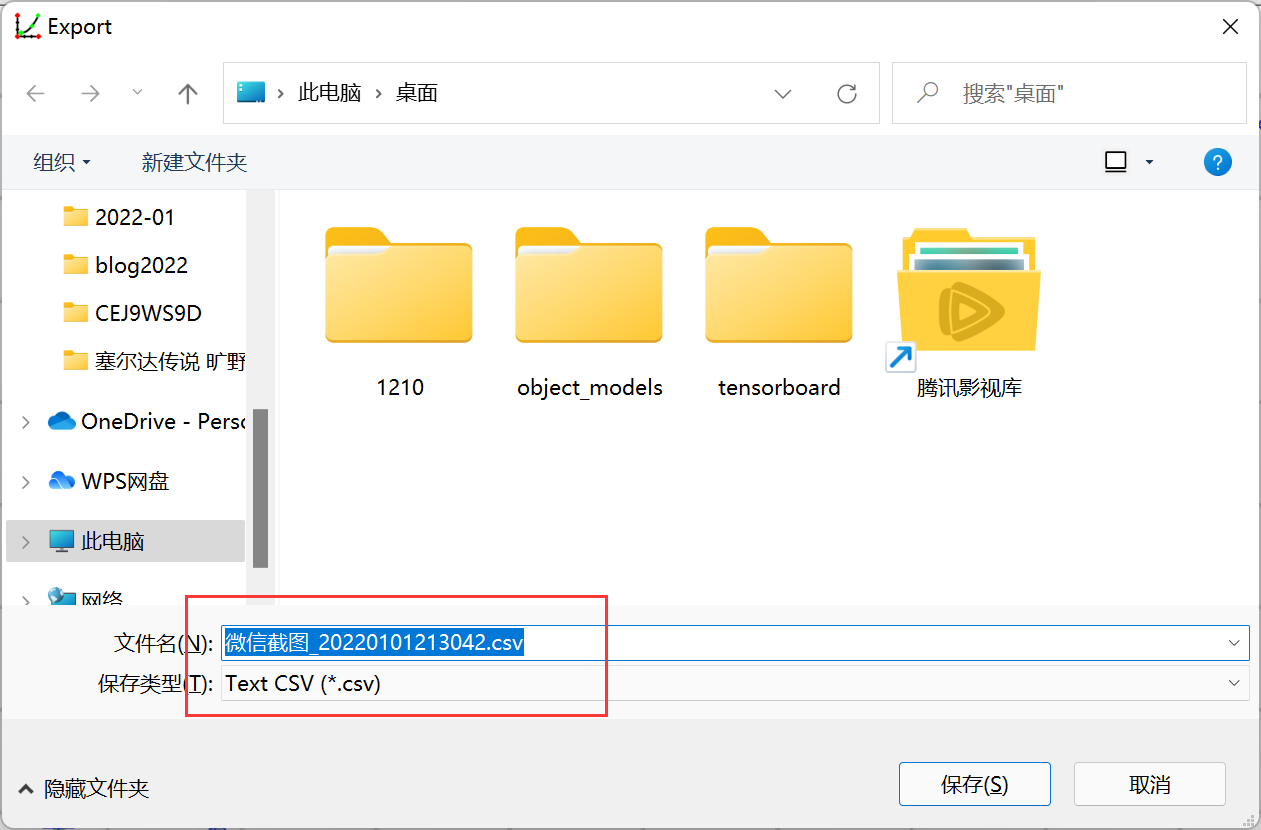 Export
此电脑 › 桌面
搜索"桌面"
组织
新建文件夹
?
2022-01
blog2022
CEJ9WS9D
塞尔达传说 旷野
OneDrive - Perso
WPS网盘
此电脑
网络
1210
object_models
tensorboard
腾讯影视库
文件名(N):
微信截图_20220101213042.csv
保存类型(T):
Text CSV (*.csv)
隐藏文件夹
保存(S)
取消